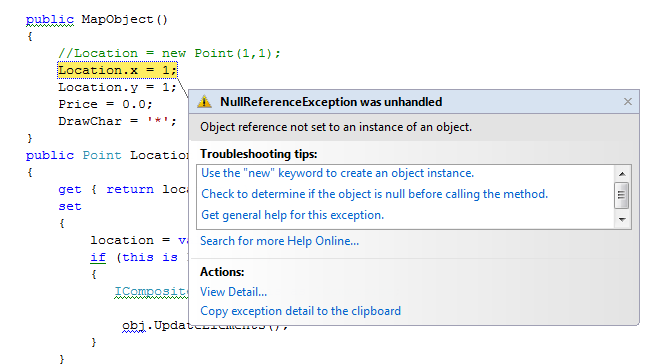 public MapObject()
{
//Location = new Point(1,1);
Location.x = 1;
Location.y = 1;
Price = 0.0;
DrawChar = '*';
}
public Point Location
{
get { return loc
set
{
location = va
if (this is
{
IComposit
obj.UpdateElements();
}
}
NullReferenceException was unhandled
Object reference not set to an instance of an object.
Troubleshooting tips:
Use the "new" keyword to create an object instance.
Check to determine if the object is null before calling the method.
Get general help for this exception.
Search for more Help Online...
Actions:
View Detail...
Copy exception detail to the clipboard